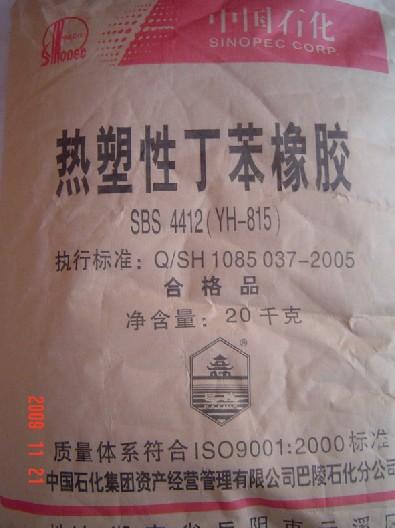 Sinopec
中国石化
SINOPEC CORP.
热塑性丁苯橡胶
SBS 4412(YH-815)
执行标准: Q/SH 1085 037-2005
合格品
净含量: 20千克
®
质量体系符合ISO9001:2000标准
中国石化集团资产经营管理有限公司巴陵石化分公司
2009 11 21